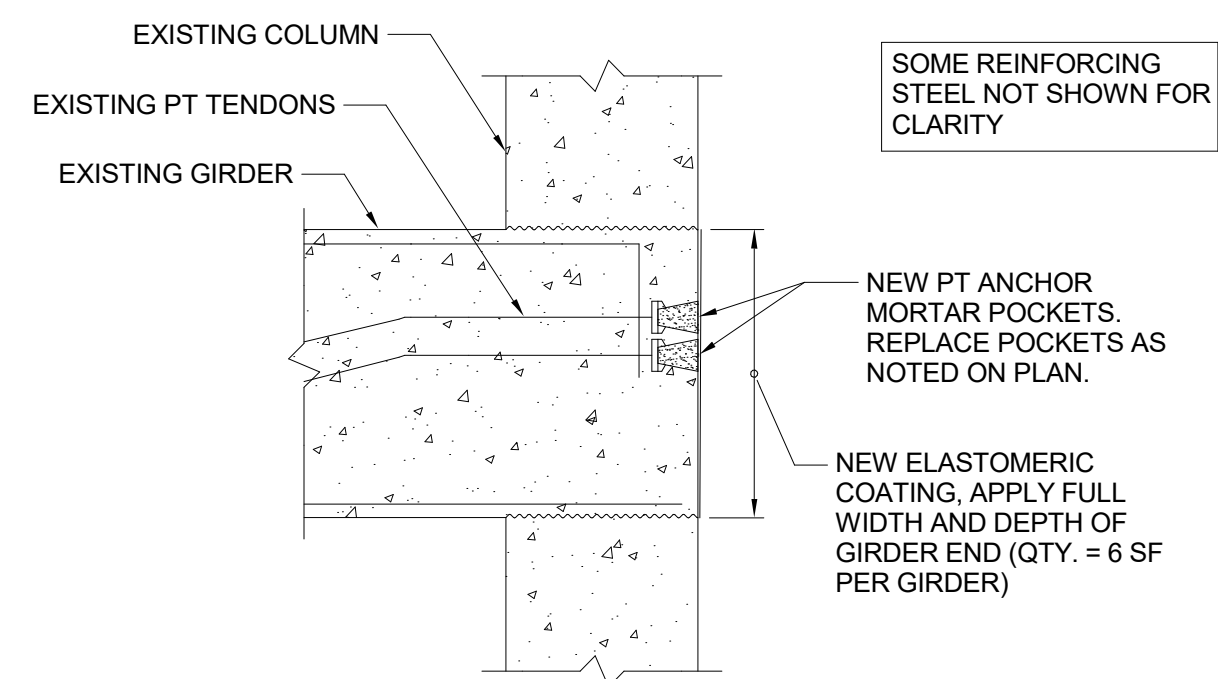 EXISTING COLUMN
EXISTING PT TENDONS
EXISTING GIRDER
SOME REINFORCING
STEEL NOT SHOWN FOR
CLARITY
NEW PT ANCHOR
MORTAR POCKETS.
REPLACE POCKETS AS
NOTED ON PLAN.
NEW ELASTOMERIC
COATING, APPLY FULL
WIDTH AND DEPTH OF
GIRDER END (QTY. = 6 SF
PER GIRDER)